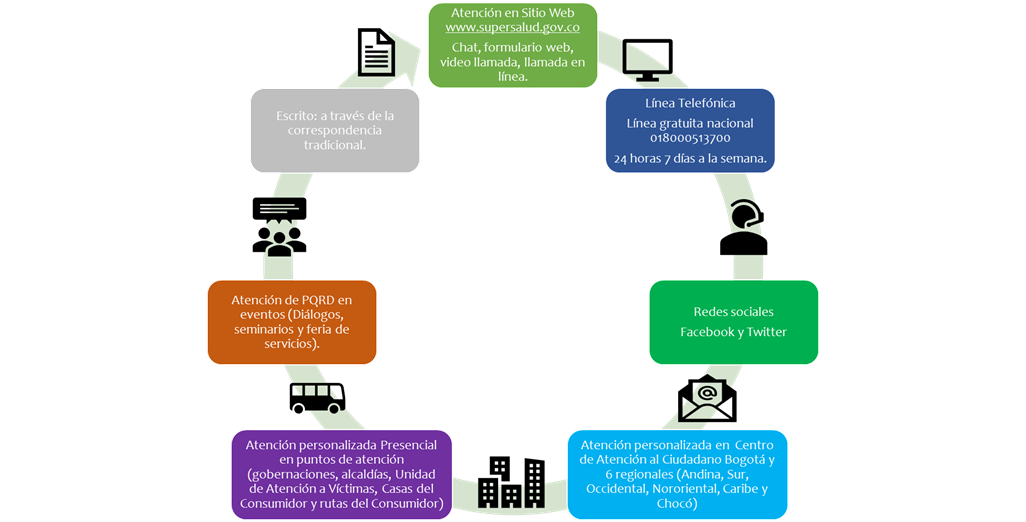 Atención en Sitio Web
www.supersalud.gov.co
Chat, formulario web,
video llamada, llamada en
línea.
Línea Telefónica
Línea gratuita nacional
018000513700
24 horas 7 días a la semana.
Redes sociales
Facebook y Twitter
Atención personalizada en Centro
de Atención al Ciudadano Bogotá y
6 regionales (Andina, Sur,
Occidental, Nororiental, Caribe y
Chocó)
Atención personalizada Presencial
en puntos de atención
(gobernaciones, alcaldías, Unidad
de Atención a Víctimas, Casas del
Consumidor y rutas del Consumidor)
Atención de PQRD en
eventos (Diálogos,
seminarios y feria de
servicios).
Escrito: a través de la
correspondencia
tradicional.